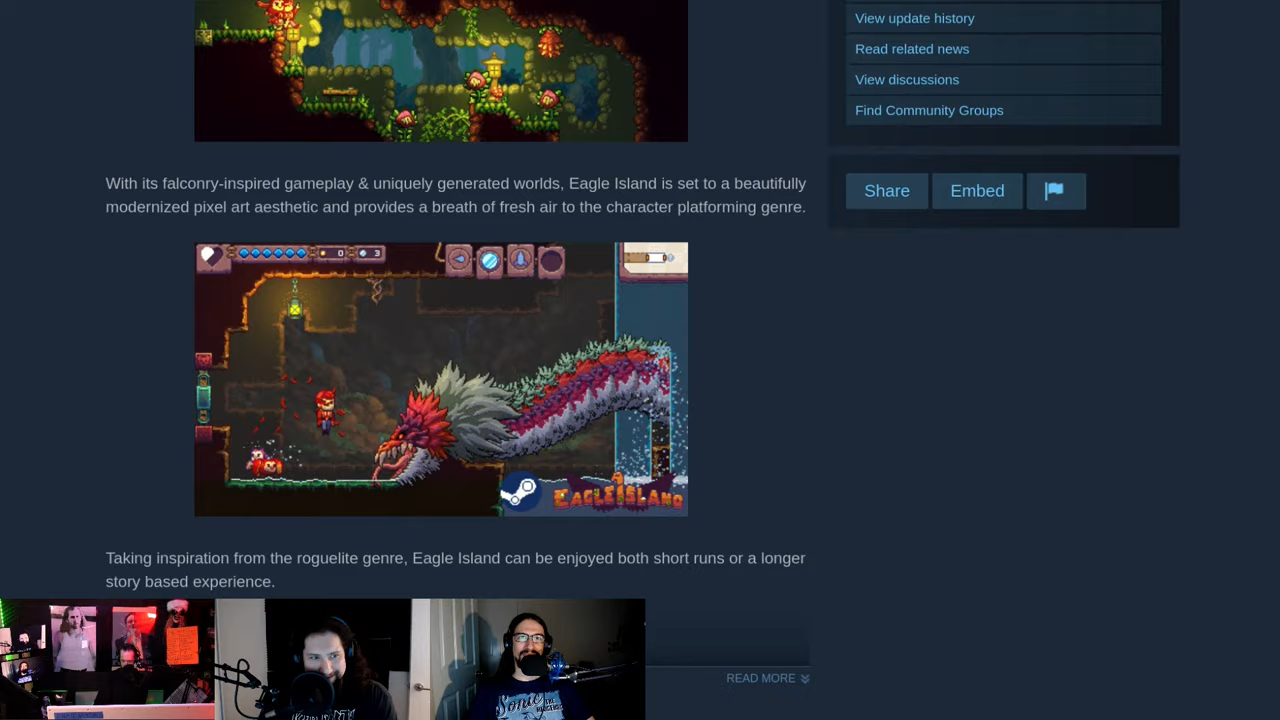 View update history
Read related news
View discussions
Find Community Groups
Share
Embed
With its falconry-inspired gameplay & uniquely generated worlds, Eagle Island is set to a beautifully
modernized pixel art aesthetic and provides a breath of fresh air to the character platforming genre.
0
3
EAGLE ISLAND
Taking inspiration from the roguelite genre, Eagle Island can be enjoyed both short runs or a longer
story based experience.
READ MORE
Sonic